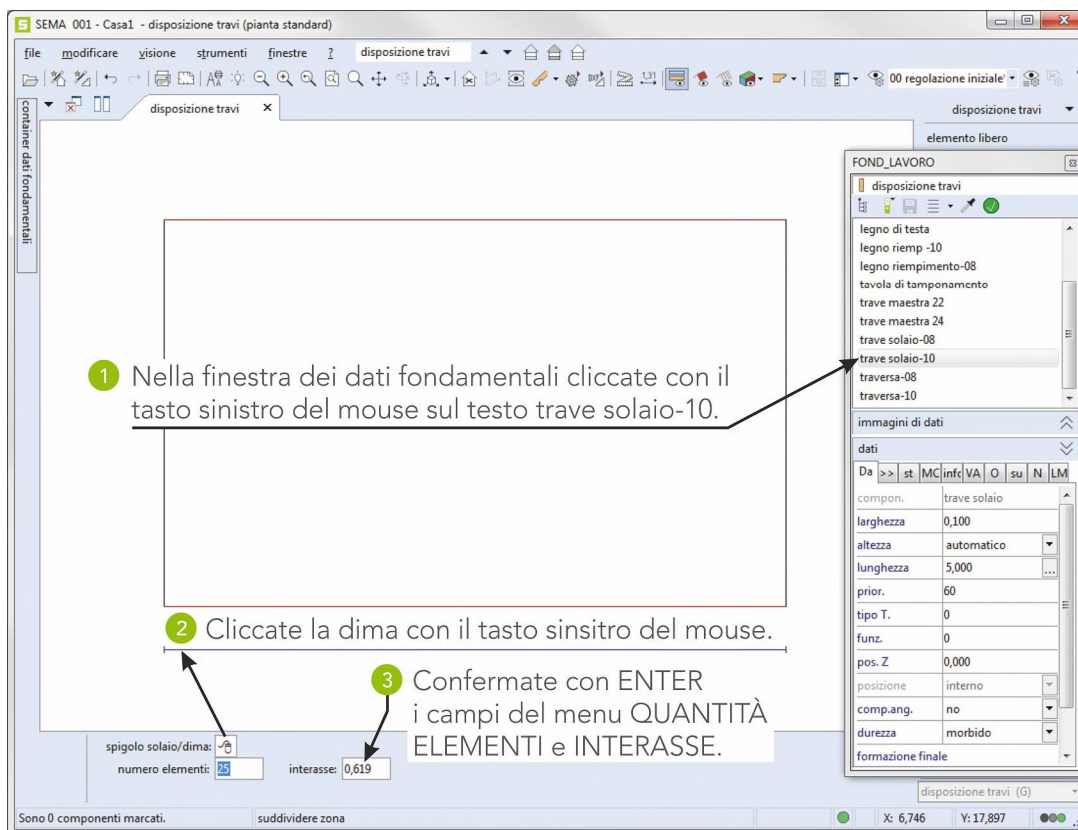 SEMA 001 - Casa1 - disposizione travi (pianta standard)
file modificare visione strumenti finestre ? disposizione travi
00 regolazione iniziale'
container dati fondamentali
disposizione travi
disposizione travi
elemento libero
FOND_LAVORO
disposizione travi
legno di testa
legno riemp -10
legno riempimento-08
tavola di tamponamento
trave maestra 22
trave maestra 24
trave solaio-08
trave solaio-10
traversa-08
traversa-10
1 Nella finestra dei dati fondamentali cliccate con il
tasto sinistro del mouse sul testo trave solaio-10.
immagini di dati
dati
Da >> st MC info VA O su N LM
compon. trave solaio
larghezza 0,100
altezza automatico
lunghezza 5,000 ...
prior. 60
tipo T. 0
funz. 0
pos. Z 0,000
posizione interno
comp.ang. no
durezza morbido
formazione finale
2 Cliccate la dima con il tasto sinsitro del mouse.
3 Confermate con ENTER
i campi del menu QUANTITÀ
ELEMENTI e INTERASSE.
spigolo solaio/dima:
numero elementi: 25 interasse: 0,619
disposizione travi (G)
Sono 0 componenti marcati. suddividere zona X: 6,746 Y: 17,897